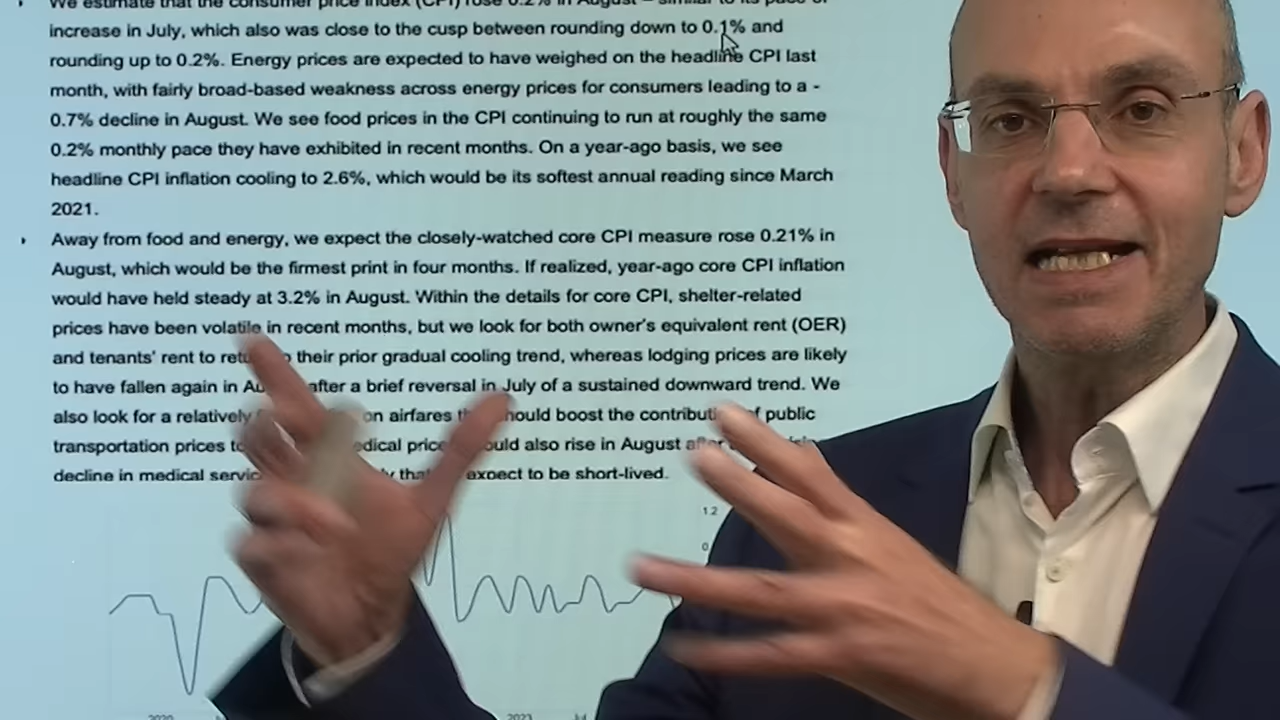 We estimate that the consumer price index (CPI) rose 0.2% in August – similar to its pace of
increase in July, which also was close to the cusp between rounding down to 0.1% and
rounding up to 0.2%. Energy prices are expected to have weighed on the headline CPI last
month, with fairly broad-based weakness across energy prices for consumers leading to a -
0.7% decline in August. We see food prices in the CPI continuing to run at roughly the same
0.2% monthly pace they have exhibited in recent months. On a year-ago basis, we see
headline CPI inflation cooling to 2.6%, which would be its softest annual reading since March
2021.
Away from food and energy, we expect the closely-watched core CPI measure rose 0.21% in
August, which would be the firmest print in four months. If realized, year-ago core CPI inflation
would have held steady at 3.2% in August. Within the details for core CPI, shelter-related
prices have been volatile in recent months, but we look for both owner's equivalent rent (OER)
and tenants' rent to their prior gradual cooling trend, whereas lodging prices are likely
to have fallen again in after a brief reversal in July of a sustained downward trend. We
also look for a relatively on airfares should boost the of public
transportation prices should also rise in August
decline in medical expect to be short-lived.
1.2
2020
2023
Jul